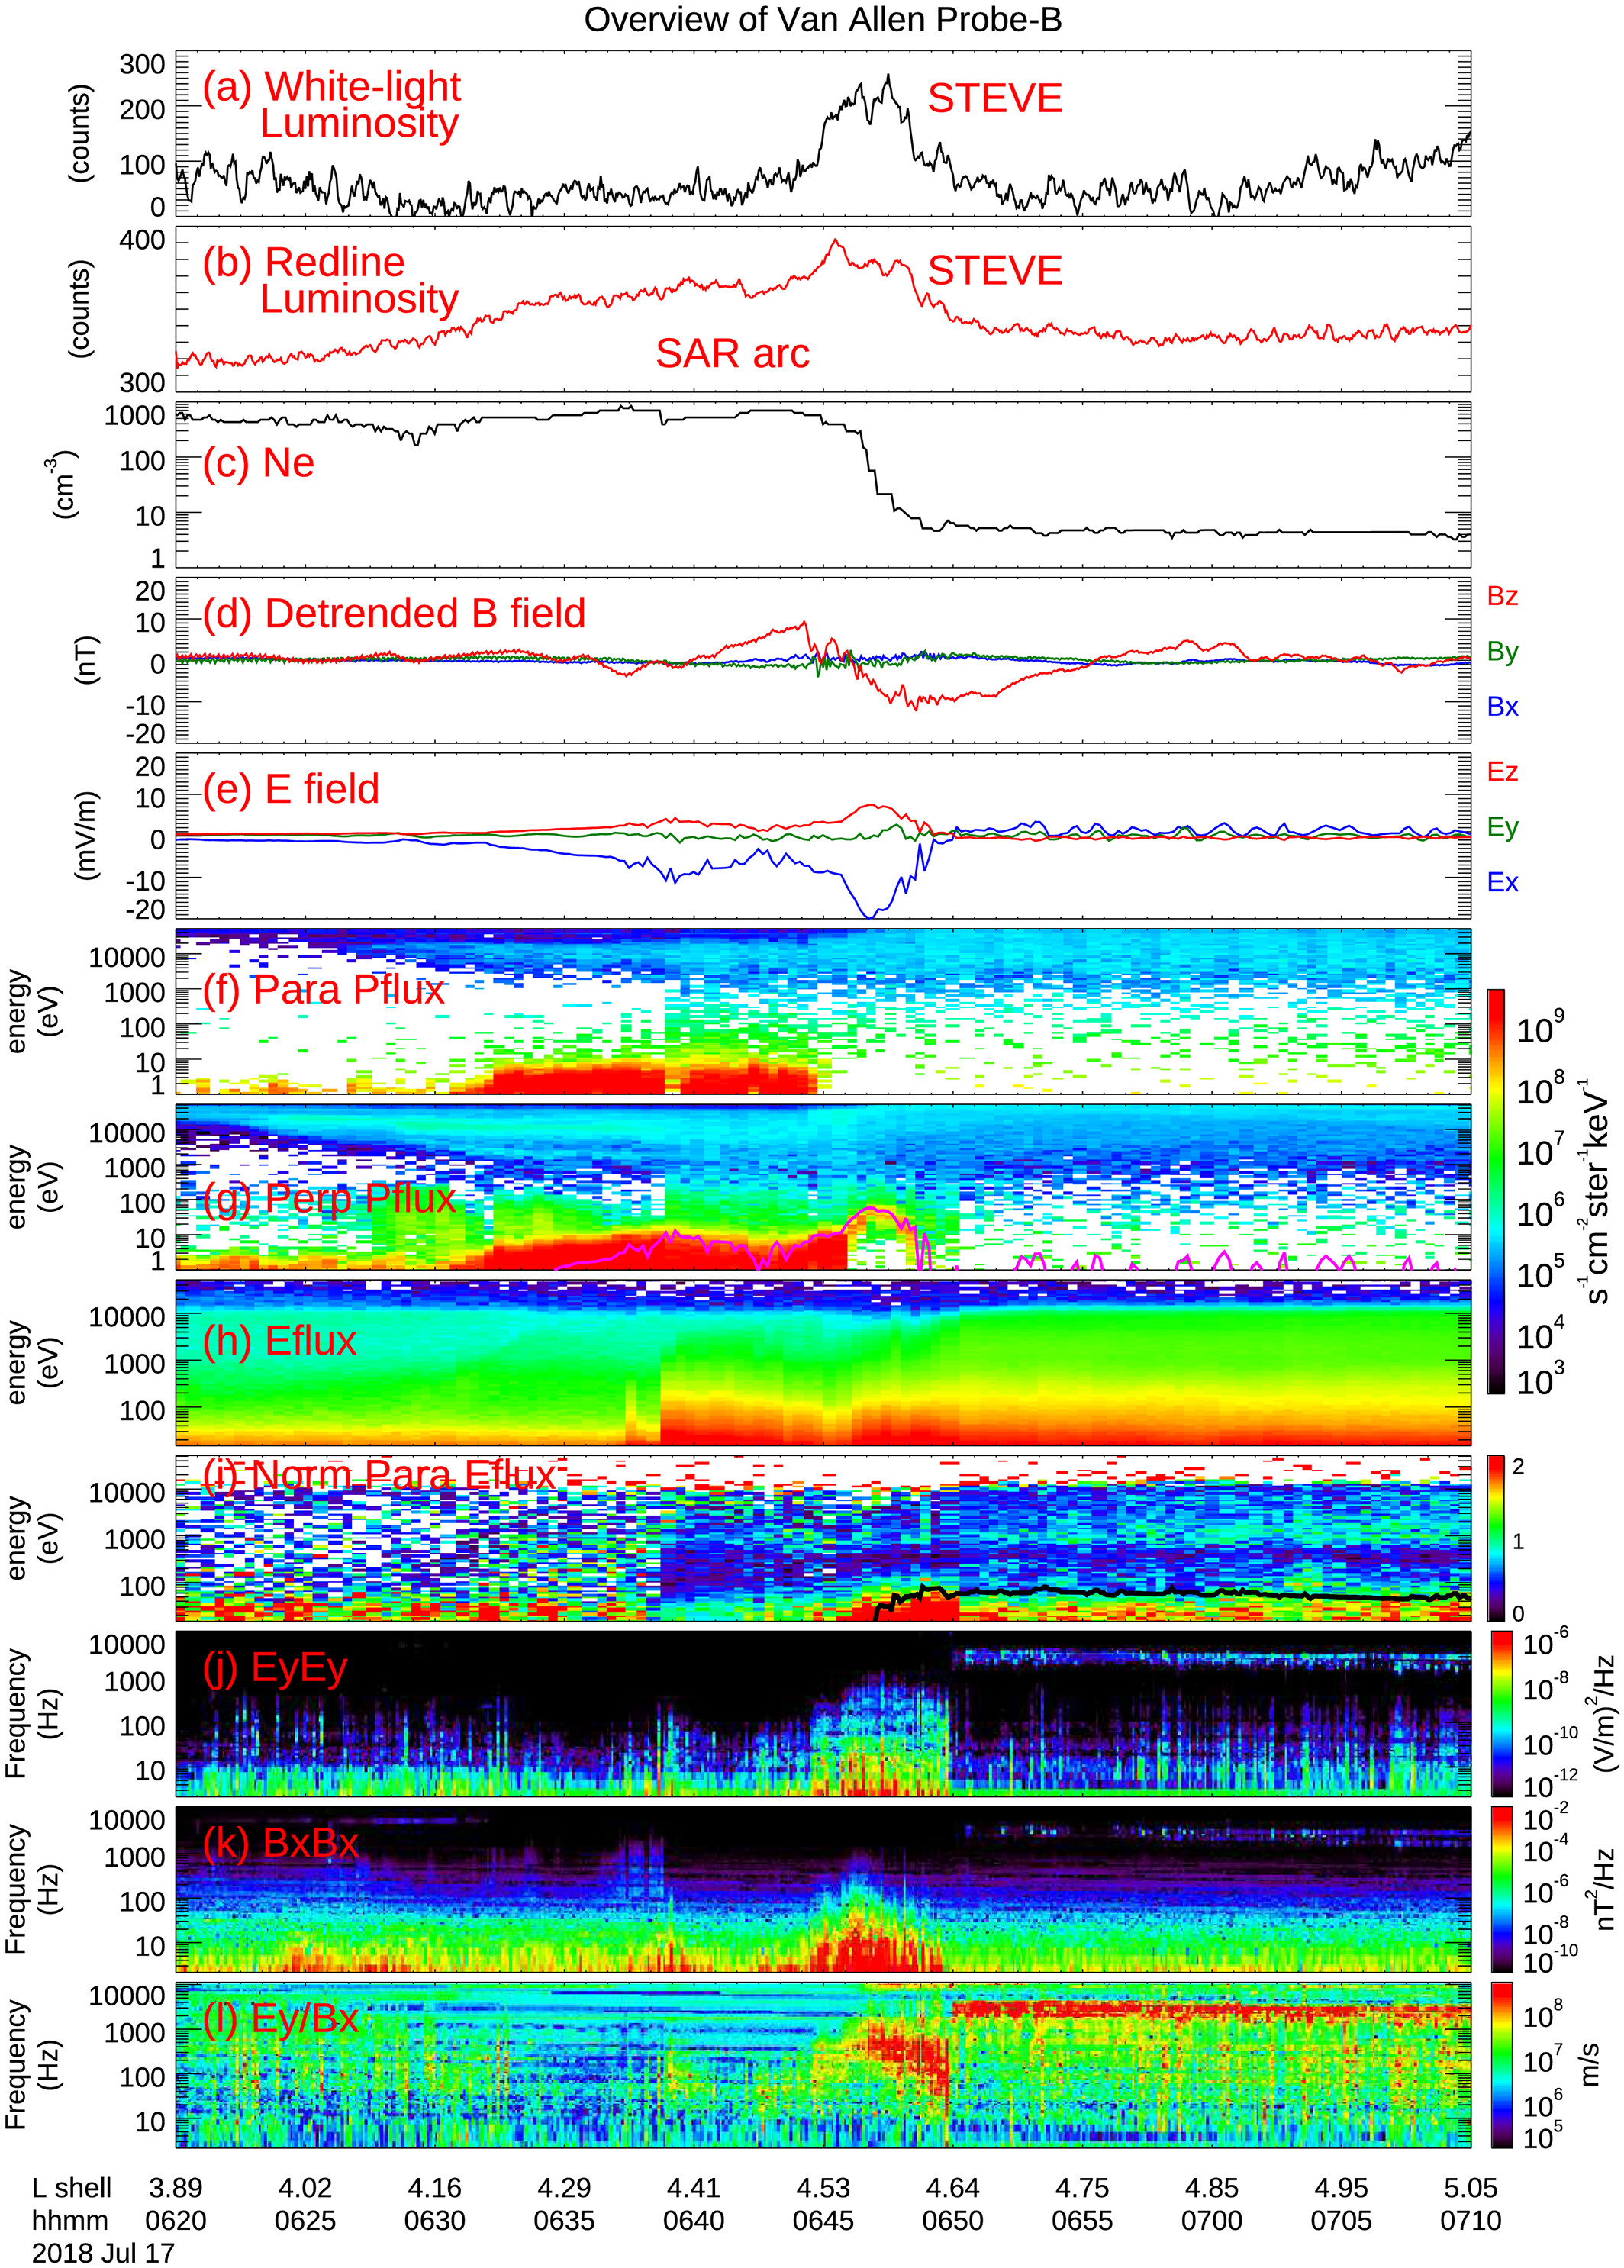 Overview of Van Allen Probe-B
300
200
100
0
(counts)
(a) White-light
Luminosity
STEVE
400
300
(counts)
(b) Redline
Luminosity
STEVE
SAR arc
1000
100
10
1
(cm-3)
(c) Ne
20
10
0
-10
-20
(nT)
(d) Detrended B field
Bz
By
Bx
20
10
0
-10
-20
(mV/m)
(e) E field
Ez
Ey
Ex
10000
1000
100
10
1
energy
(eV)
(f) Para Pflux
10000
1000
100
10
1
energy
(eV)
(g) Perp Pflux
10000
1000
100
energy
(eV)
(h) Eflux
10^9
10^8
10^7
10^6
10^5
10^4
10^3
s-1cm-2ster-1keV-1
10000
1000
100
energy
(eV)
(i) Norm Para Eflux
2
1
0
10000
1000
100
10
Frequency
(Hz)
(j) EyEy
10-6
10-8
10-10
10-12
(V/m)2/Hz
10000
1000
100
10
Frequency
(Hz)
(k) BxBx
10-2
10-4
10-6
10-8
10-10
nT2/Hz
10000
1000
100
10
Frequency
(Hz)
(l) Ey/Bx
10^8
10^7
10^6
10^5
10^5
m/s
L shell 3.89 4.02 4.16 4.29 4.41 4.53 4.64 4.75 4.85 4.95 5.05
hhmm 0620 0625 0630 0635 0640 0645 0650 0655 0700 0705 0710
2018 Jul 17